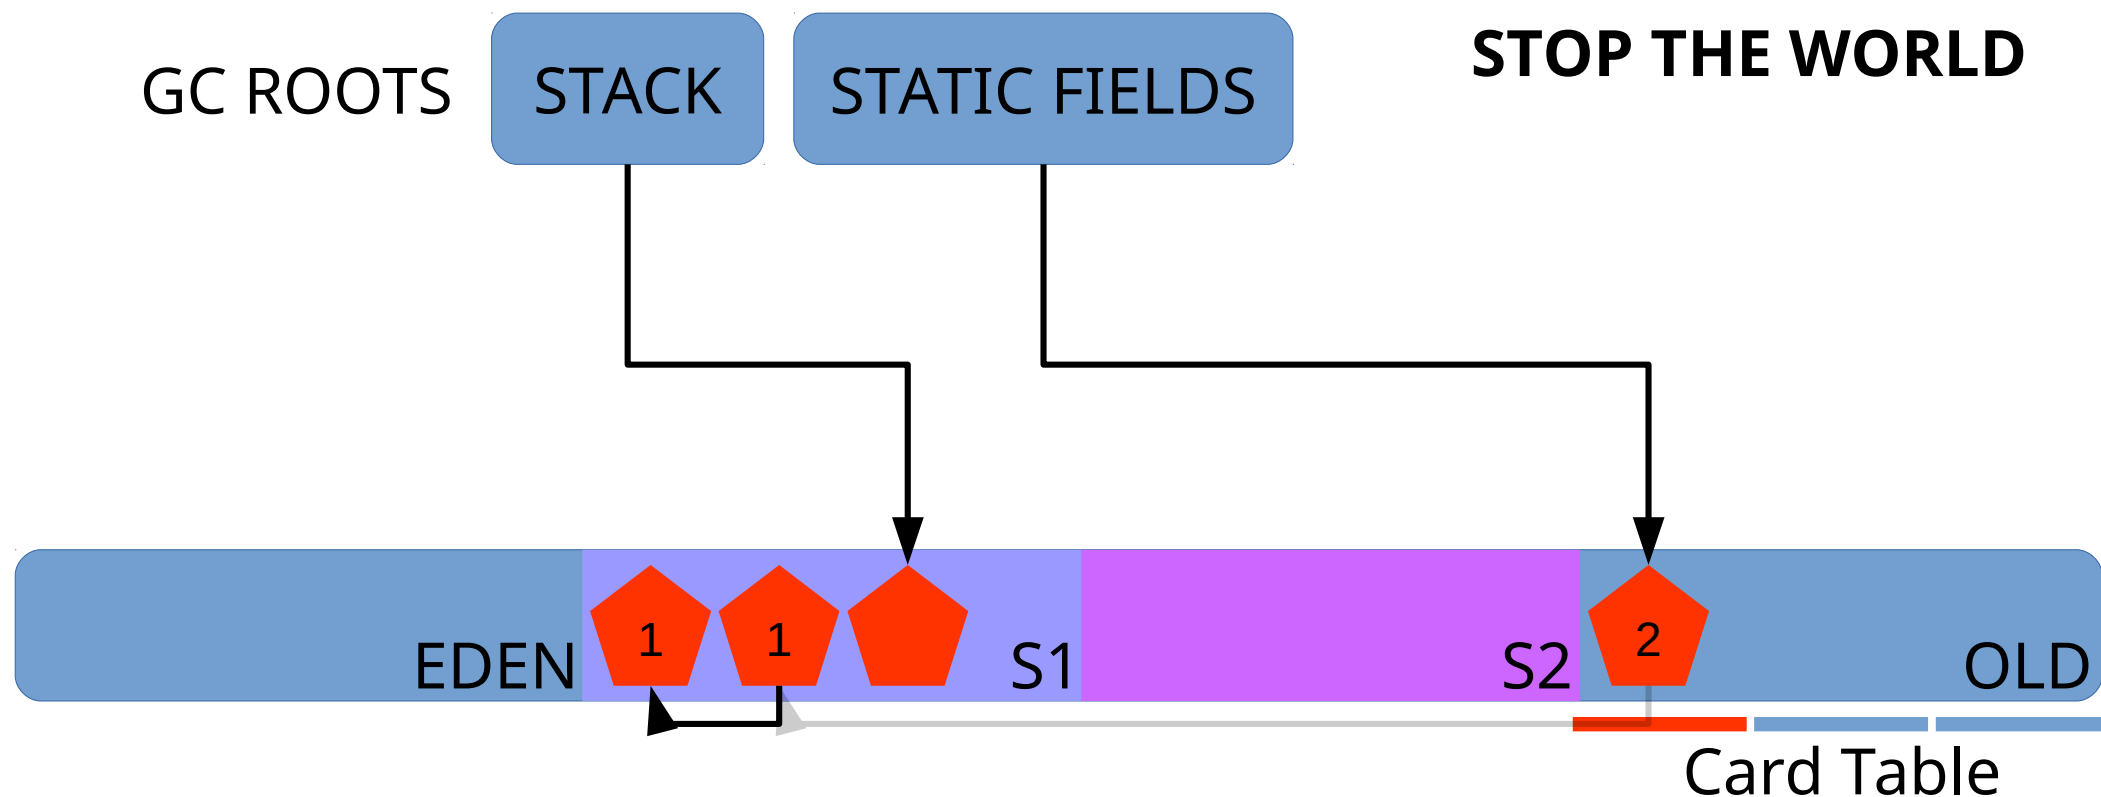 STOP THE WORLD
GC ROOTS
STACK
STATIC FIELDS
1
1
2
EDEN
S1
S2
OLD
Card Table